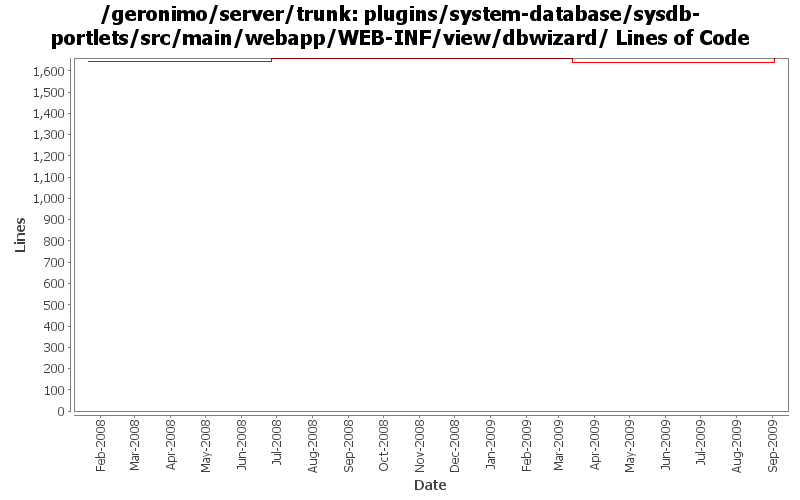 /geronimo/server/trunk: plugins/system-database/sysdb-
portlets/src/main/webapp/WEB-INF/view/dbwizard/ Lines of Code
Lines
1,600
1,500
1,400
1,300
1,200
1,100
1,000
900
800
700
600
500
400
300
200
100
0
Feb-2008
Mar-2008
Apr-2008
May-2008
Jun-2008
Jul-2008
Aug-2008
Sep-2008
Oct-2008
Nov-2008
Dec-2008
Jan-2009
Feb-2009
Mar-2009
Apr-2009
May-2009
Jun-2009
Jul-2009
Aug-2009
Sep-2009
Date